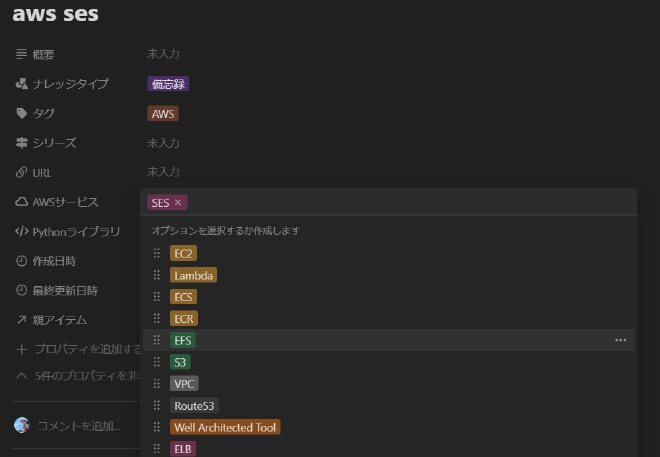 aws ses
概要 未入力
ナレッジタイプ 備忘録
タグ AWS
シリーズ 未入力
URL 未入力
AWSサービス SES ×
オプションを選択するか作成します
Pythonライブラリ
EC2
作成日時
Lambda
最終更新日時
ECS
親アイテム
ECR
プロパティを追加する
EFS
5件のプロパティを非
S3
VPC
Route53
コメントを追加...
Well Architected Tool
ELB